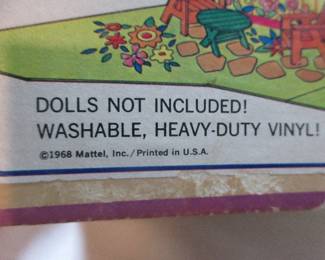 DOLLS NOT INCLUDED!
WASHABLE, HEAVY-DUTY VINYL!
©1968 Mattel, Inc./Printed in U.S.A.